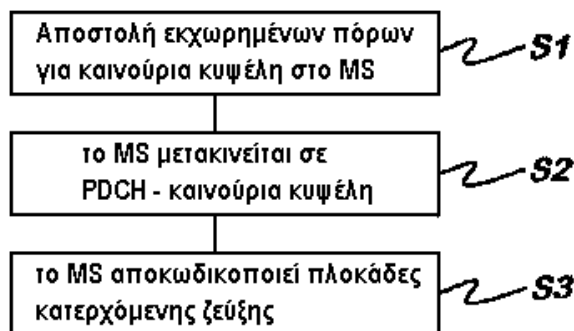 Αποστολή εκχωρημένων πόρων
για καινούρια κυψέλη στο MS
S1
το MS μετακινείται σε
PDCH - καινούρια κυψέλη
S2
το MS αποκωδικοποιεί πλοκάδες
κατερχόμενης ζεύξης
S3